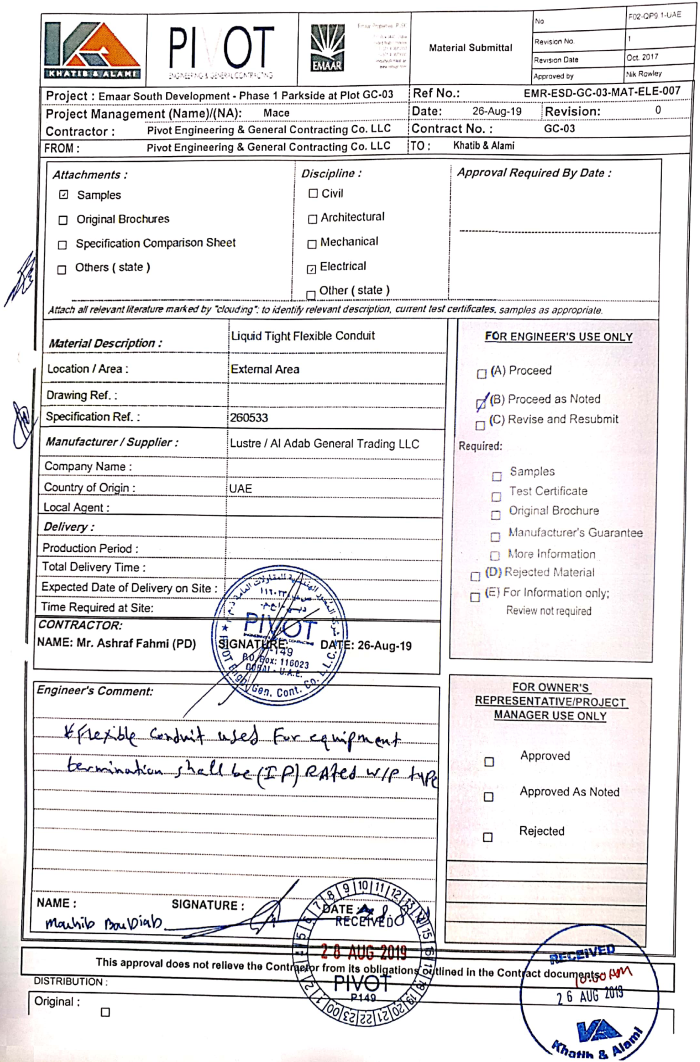 KHATIB & ALAMI
PIVOT
ENGINEERING & GENERAL CONTRACTING
EMAAR
Material Submittal
No F02-QP9.1-UAE
Revision No. 1
Revision Date Oct. 2017
Approved by Nik Rowley
Project : Emaar South Development - Phase 1 Parkside at Plot GC-03 Ref No.: EMR-ESD-GC-03-MAT-ELE-007
Project Management (Name)/(NA): Mace Date: 26-Aug-19 Revision: 0
Contractor : Pivot Engineering & General Contracting Co. LLC Contract No. : GC-03
FROM : Pivot Engineering & General Contracting Co. LLC TO : Khatib & Alami
Attachments :
☑ Samples
☐ Original Brochures
☐ Specification Comparison Sheet
☐ Others ( state )
Discipline :
☐ Civil
☐ Architectural
☐ Mechanical
☑ Electrical
☐ Other ( state )
Approval Required By Date :
Attach all relevant literature marked by "clouding": to identify relevant description, current test certificates, samples as appropriate.
Material Description : Liquid Tight Flexible Conduit
Location / Area : External Area
Drawing Ref. :
Specification Ref. : 260533
Manufacturer / Supplier : Lustre / Al Adab General Trading LLC
Company Name :
Country of Origin : UAE
Local Agent :
Delivery :
Production Period :
Total Delivery Time :
Expected Date of Delivery on Site :
Time Required at Site:
CONTRACTOR:
NAME: Mr. Ashraf Fahmi (PD) SIGNATURE: DATE: 26-Aug-19
PIVOT
P.O. Box: 116023
DUBAI - U.A.E.
PIVOT Engg. Gen. Cont. Co. L.L.C.
FOR ENGINEER'S USE ONLY
☐ (A) Proceed
☑ (B) Proceed as Noted
☐ (C) Revise and Resubmit
Required:
☐ Samples
☐ Test Certificate
☐ Original Brochure
☐ Manufacturer's Guarantee
☐ More Information
☐ (D) Rejected Material
☐ (E) For Information only;
Review not required
Engineer's Comment:
* Flexible Conduit used For equipment
termination shall be (IP) RATed W/P type
NAME : SIGNATURE : DATE
Mouhib BouDiab
FOR OWNER'S
REPRESENTATIVE/PROJECT
MANAGER USE ONLY
☐ Approved
☐ Approved As Noted
☐ Rejected
RECEIVED
28 AUG 2019
PIVOT
P149
This approval does not relieve the Contractor from its obligations outlined in the Contract documents
DISTRIBUTION :
Original : ☐
RECEIVED
10:00 AM
26 AUG 2019
Khatib & Alami